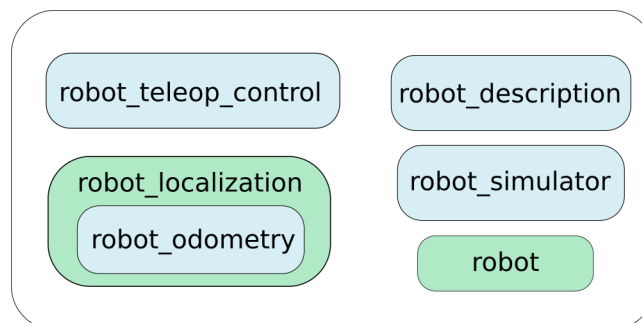 robot_teleop_control
robot_localization
robot_odometry
robot_description
robot_simulator
robot